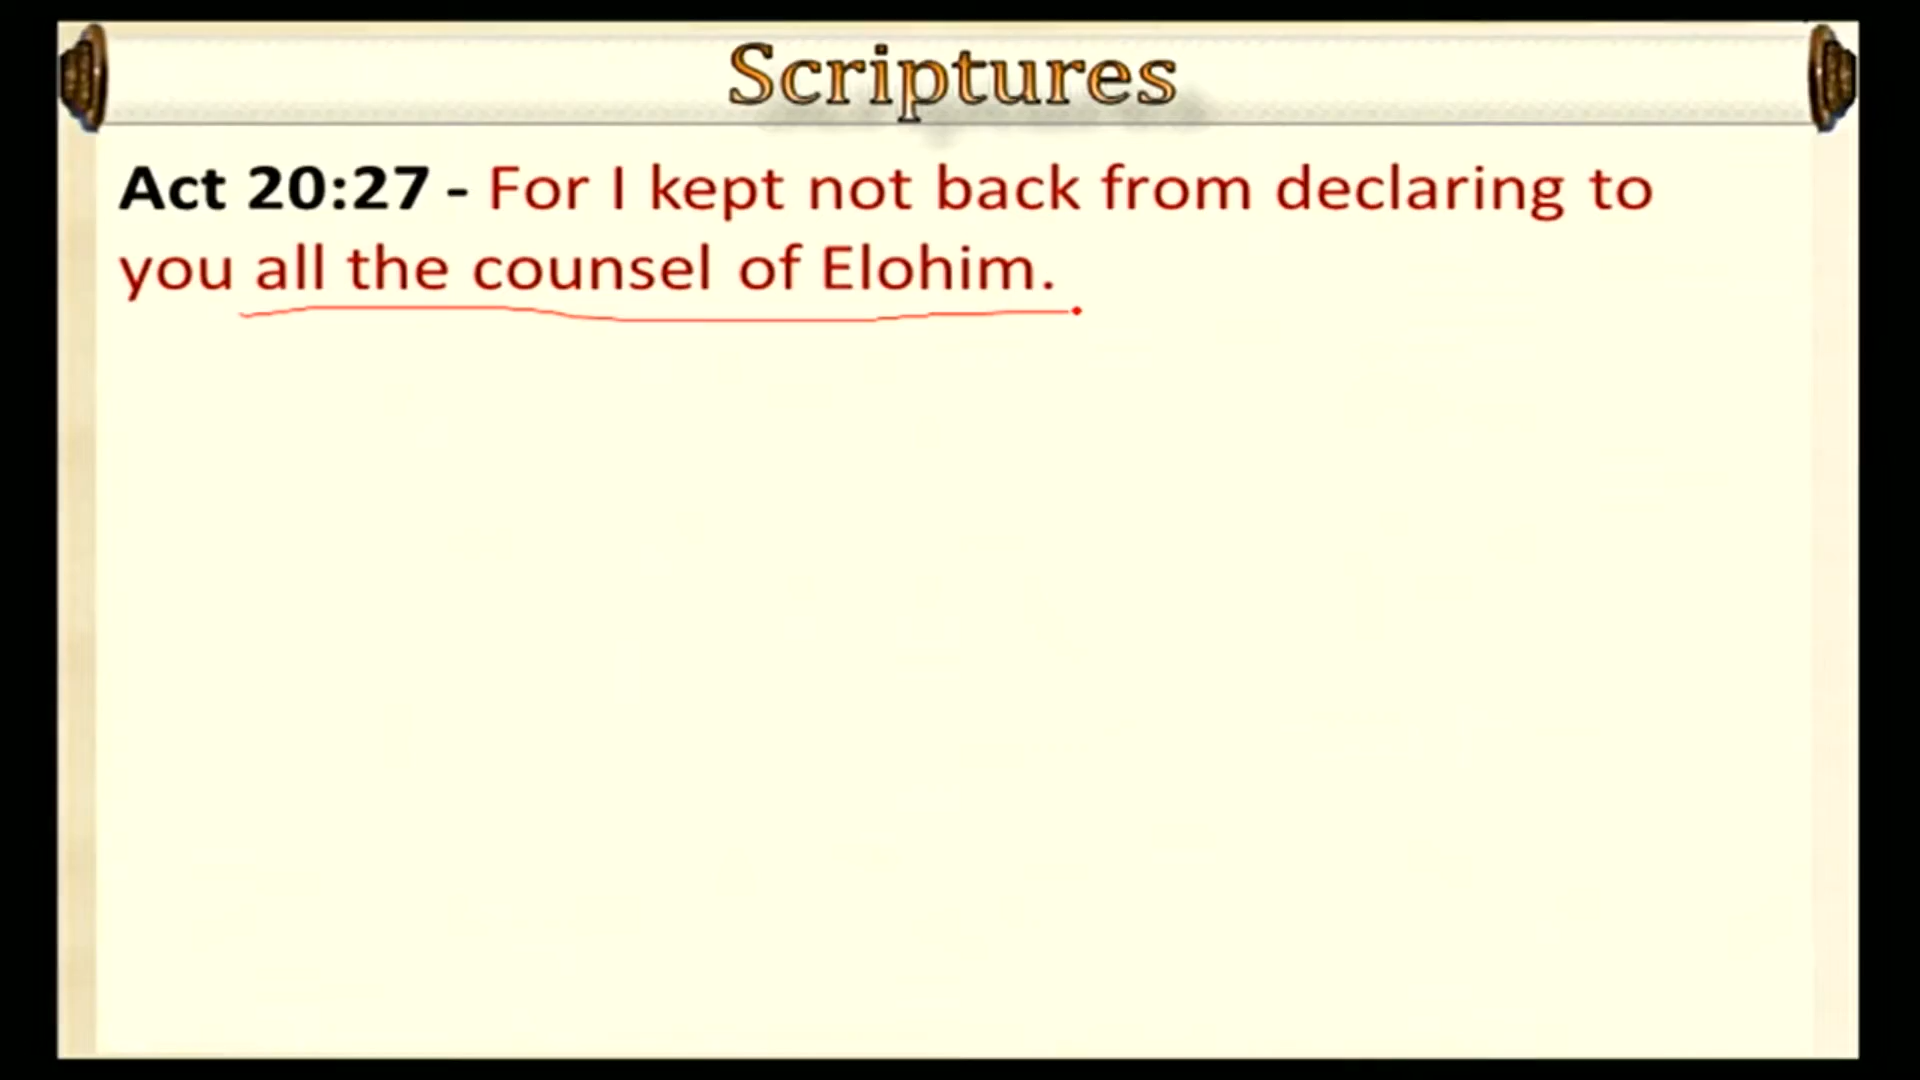 Scriptures
Act 20:27 - For I kept not back from declaring to
you all the counsel of Elohim.